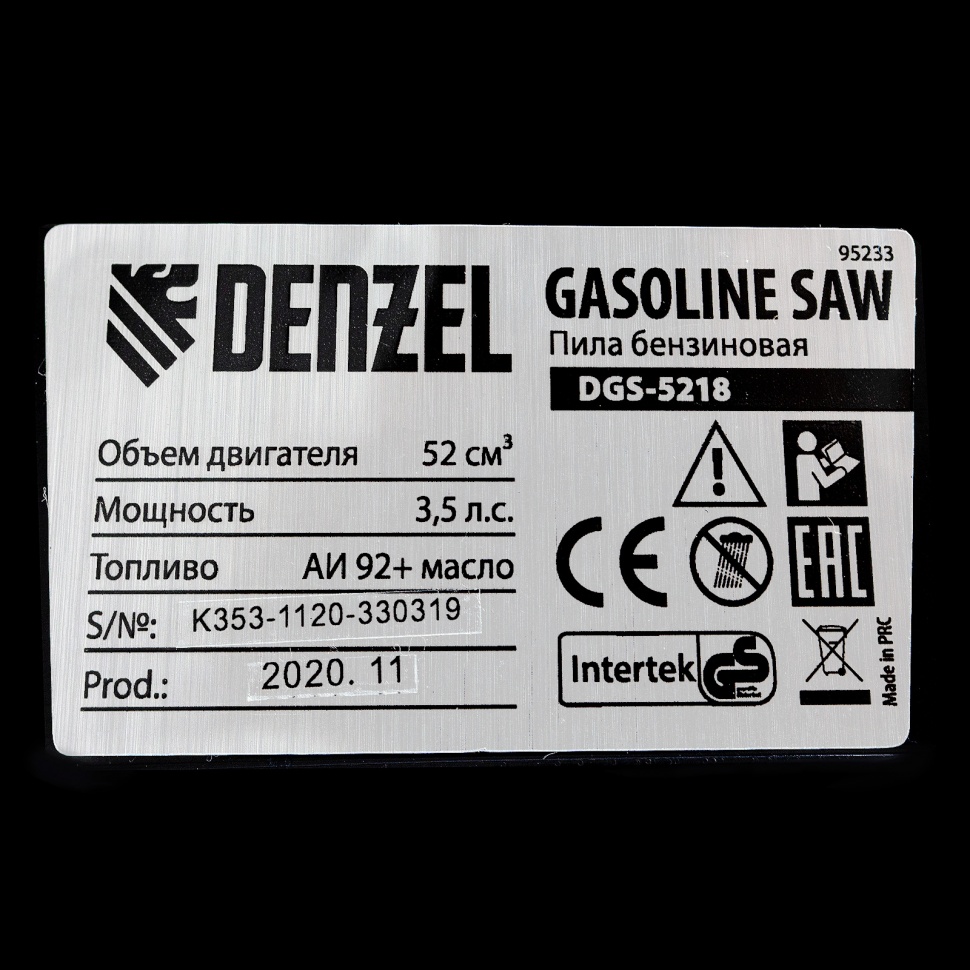 DENZEL
Объем двигателя 52 см³
Мощность 3,5 л.с.
Топливо АИ 92+ масло
S/№: K353-1120-330319
Prod.: 2020. 11
95233
GASOLINE SAW
Пила бензиновая
DGS-5218
CE
EAC
Intertek GS
Made in PRC